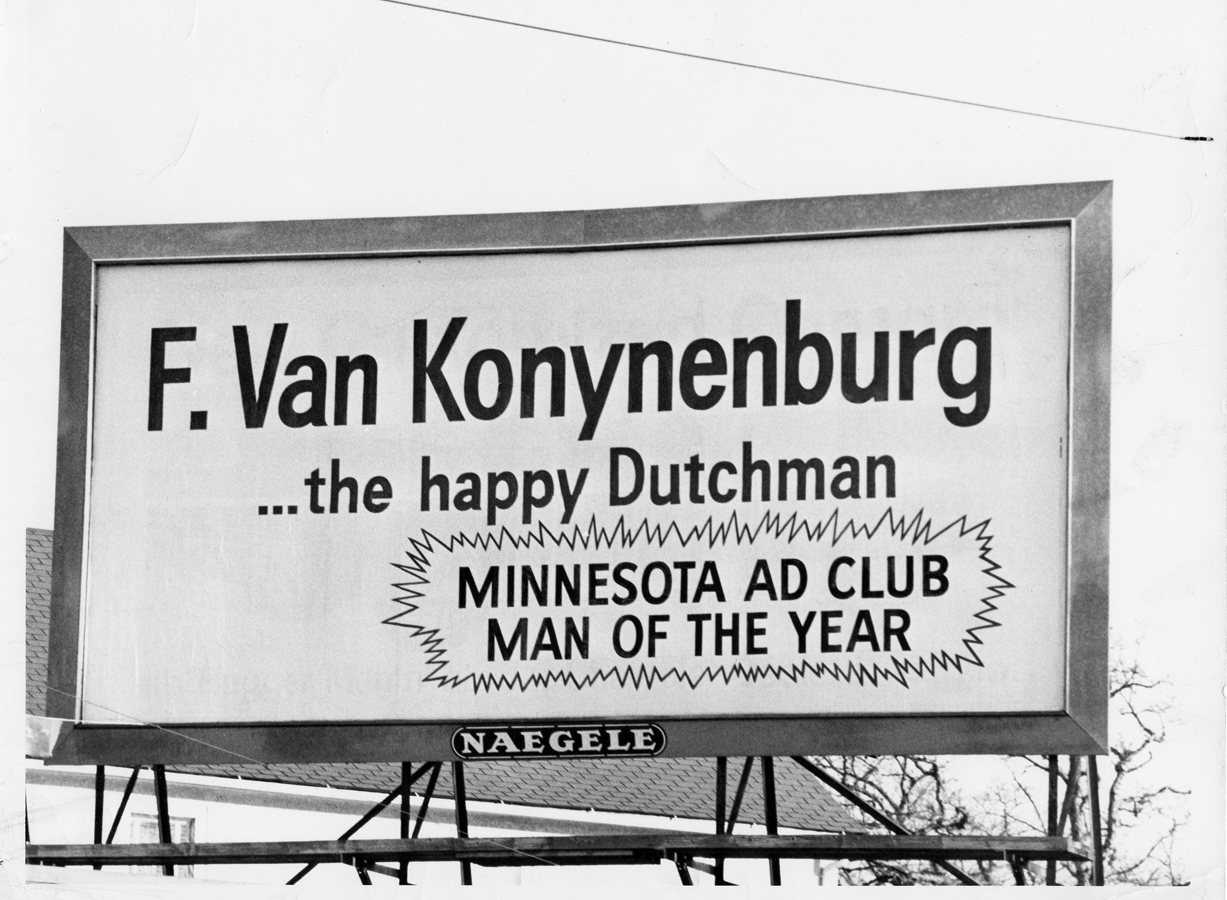 F. Van Konynenburg
...the happy Dutchman
MINNESOTA AD CLUB
MAN OF THE YEAR
NAEGELE